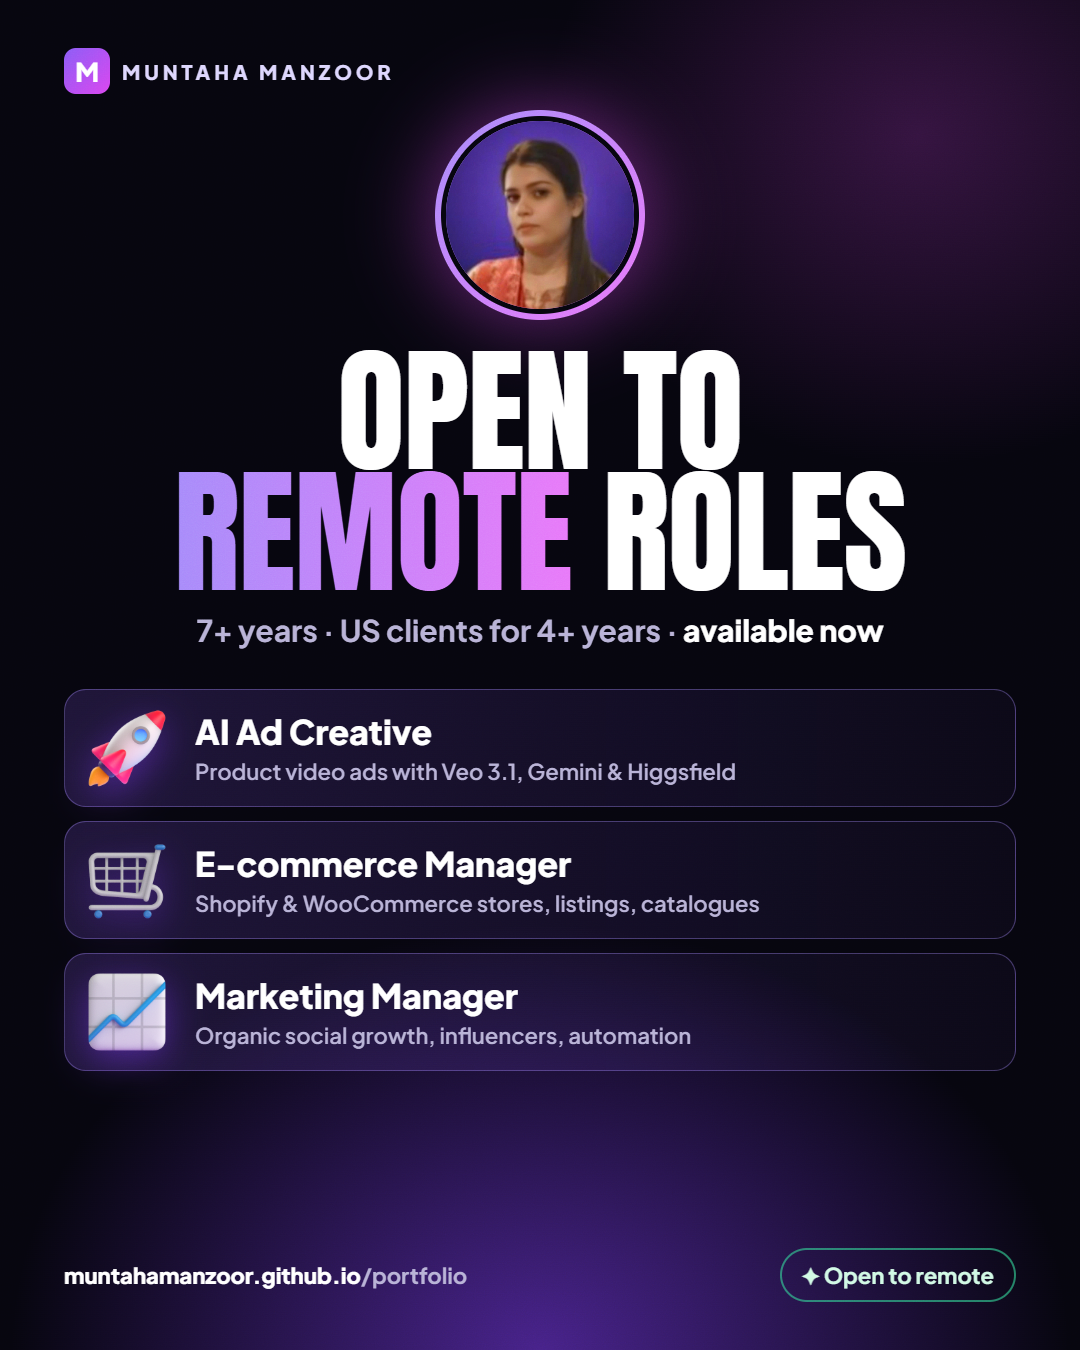 M MUNTAHA MANZOOR
OPEN TO
REMOTE ROLES
7+ years · US clients for 4+ years · available now
AI Ad Creative
Product video ads with Veo 3.1, Gemini & Higgsfield
E-commerce Manager
Shopify & WooCommerce stores, listings, catalogues
Marketing Manager
Organic social growth, influencers, automation
muntahamanzoor.github.io/portfolio
✦ Open to remote